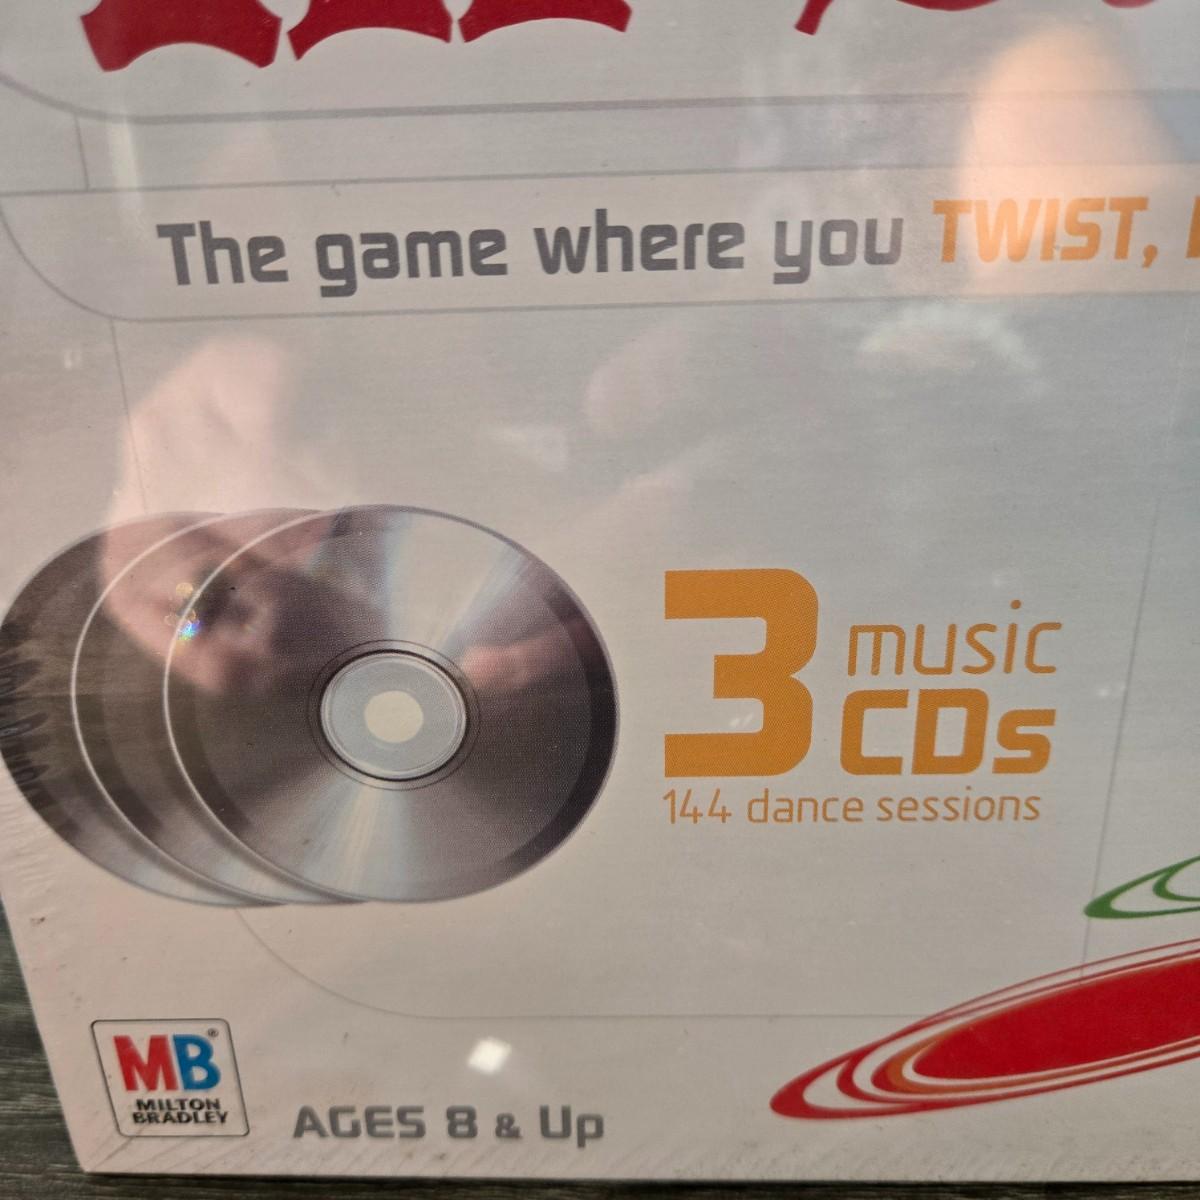 The game where you TWIST,
3 music
CDs
144 dance sessions
MB®
MILTON
BRADLEY
AGES 8 & Up